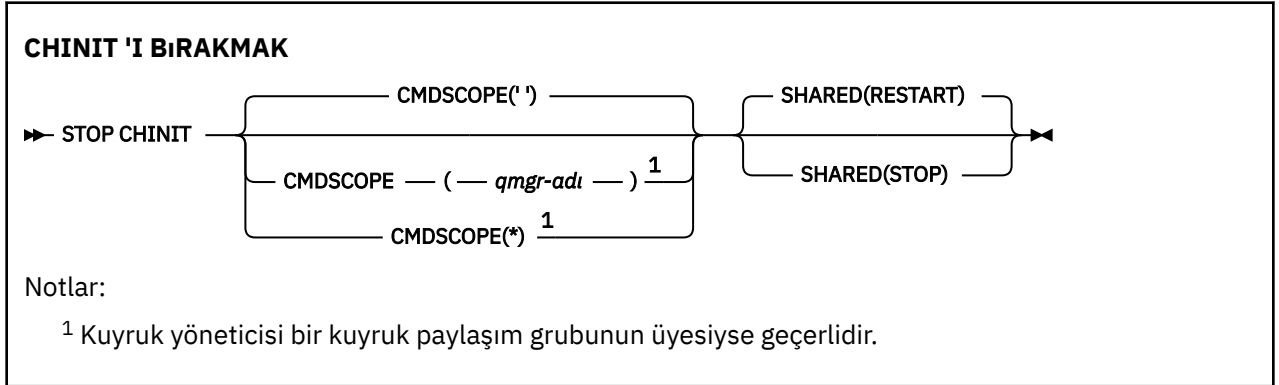 CHINIT 'I BıRAKMAK
CMDSCOPE(' ')
SHARED(RESTART)
STOP CHINIT
CMDSCOPE ( qmgr-adı ) 1
SHARED(STOP)
CMDSCOPE(*) 1
Notlar:
1 Kuyruk yöneticisi bir kuyruk paylaşım grubunun üyesiyse geçerlidir.